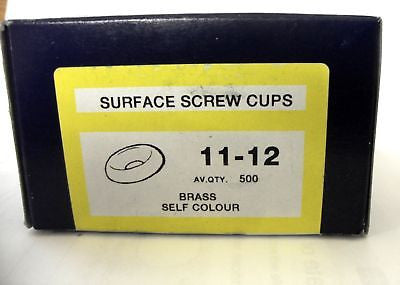 SURFACE SCREW CUPS
11-12
AV.QTY. 500
BRASS
SELF COLOUR